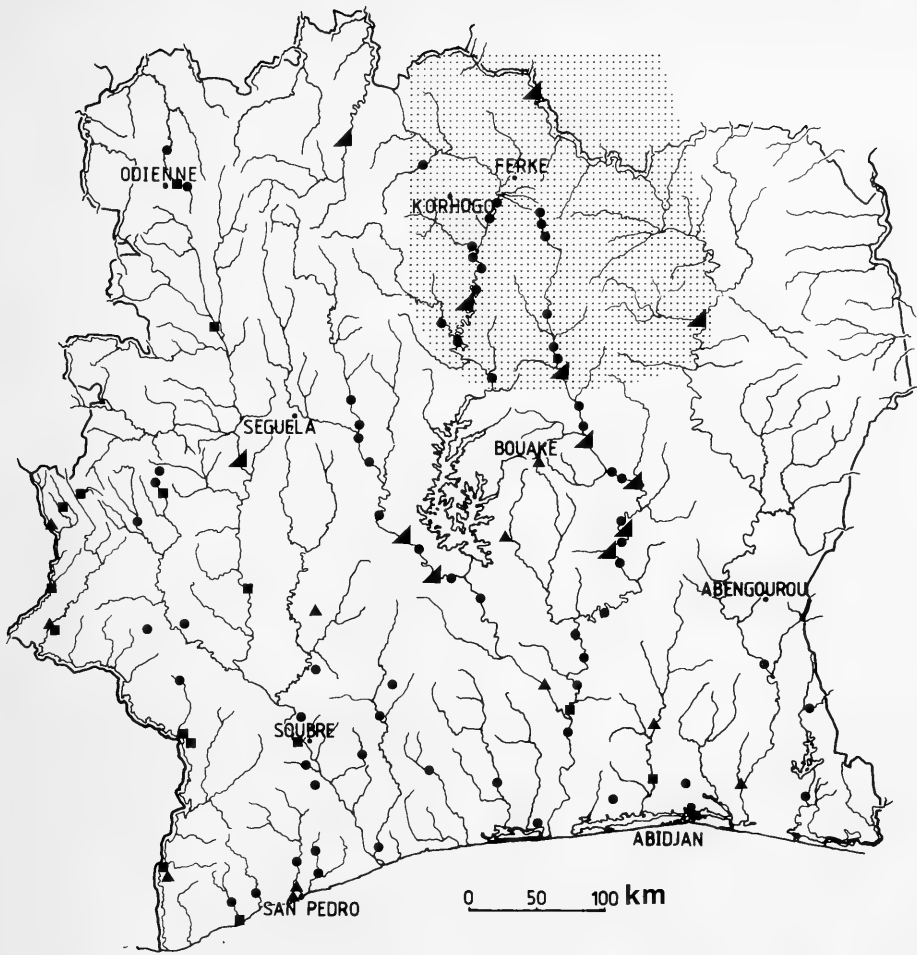 ODIENNE
FERKE
KORHOGO
SEGUELA
BOUAKE
ABENGOUROU
SOUBRE
ABIDJAN
SAN PEDRO
0 50 100 km